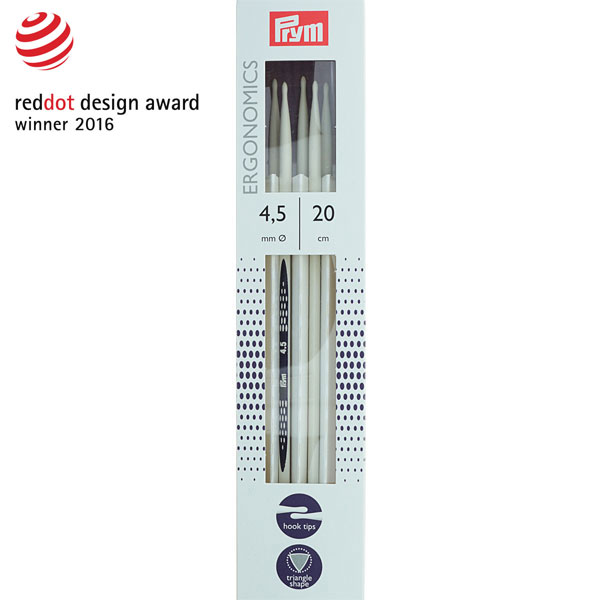 reddot design award
winner 2016
Prym
ERGONOMICS
4,5
mm Ø
20
cm
4.5
Prym
hook tips
triangle
shape